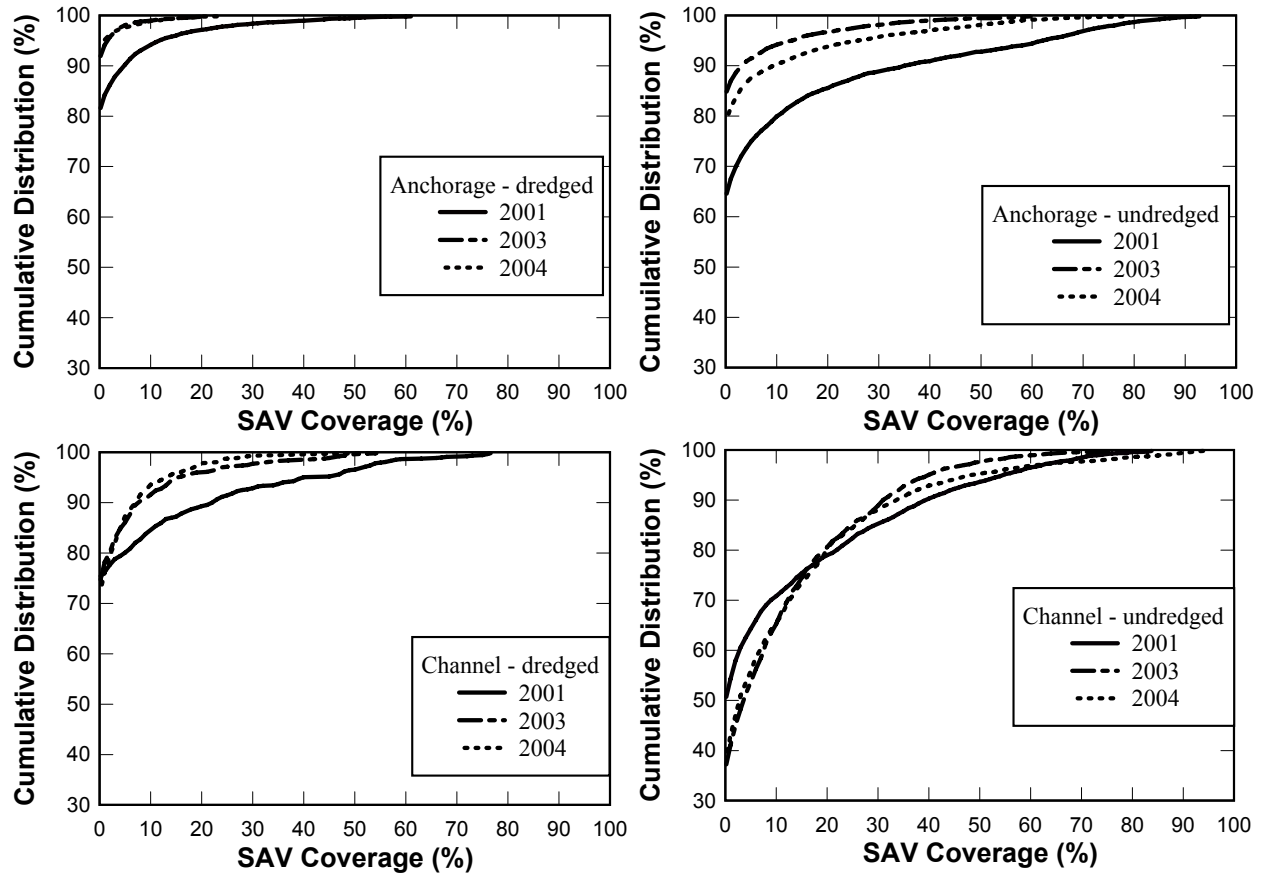 Cumulative Distribution (%)
100
90
80
70
60
50
40
30
Anchorage - dredged
2001
2003
2004
0 10 20 30 40 50 60 70 80 90 100
SAV Coverage (%)
Cumuilative Distribution (%)
100
90
80
70
60
50
40
30
Anchorage - undredged
2001
2003
2004
0 10 20 30 40 50 60 70 80 90 100
SAV Coverage (%)
Cumulative Distribution (%)
100
90
80
70
60
50
40
30
Channel - dredged
2001
2003
2004
0 10 20 30 40 50 60 70 80 90 100
SAV Coverage (%)
Cumulative Distribution (%)
100
90
80
70
60
50
40
30
Channel - undredged
2001
2003
2004
0 10 20 30 40 50 60 70 80 90 100
SAV Coverage (%)